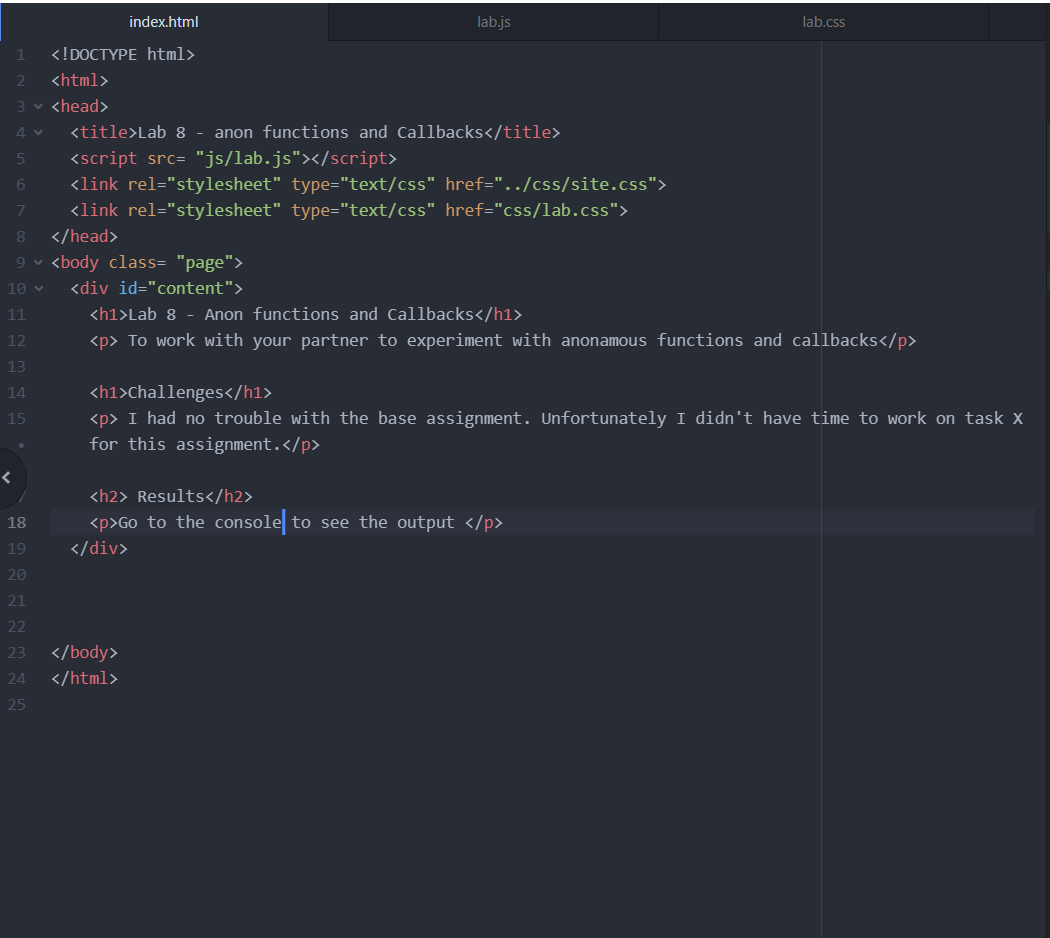 index.html lab.js lab.css
1 <!DOCTYPE html>
2 <html>
3 <head>
4 <title>Lab 8 - anon functions and Callbacks</title>
5 <script src= "js/lab.js"></script>
6 <link rel="stylesheet" type="text/css" href="../css/site.css">
7 <link rel="stylesheet" type="text/css" href="css/lab.css">
8 </head>
9 <body class= "page">
10 <div id="content">
11 <h1>Lab 8 - Anon functions and Callbacks</h1>
12 <p> To work with your partner to experiment with anonamous functions and callbacks</p>
13
14 <h1>Challenges</h1>
15 <p> I had no trouble with the base assignment. Unfortunately I didn't have time to work on task X
• for this assignment.</p>
<h2> Results</h2>
18 <p>Go to the console to see the output </p>
19 </div>
20
21
22
23 </body>
24 </html>
25